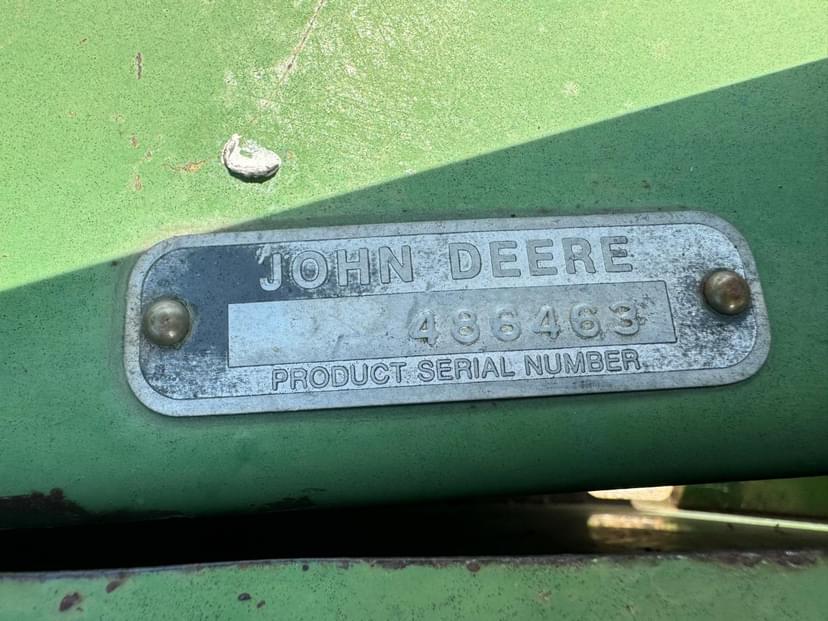 JOHN DEERE
486463
PRODUCT SERIAL NUMBER